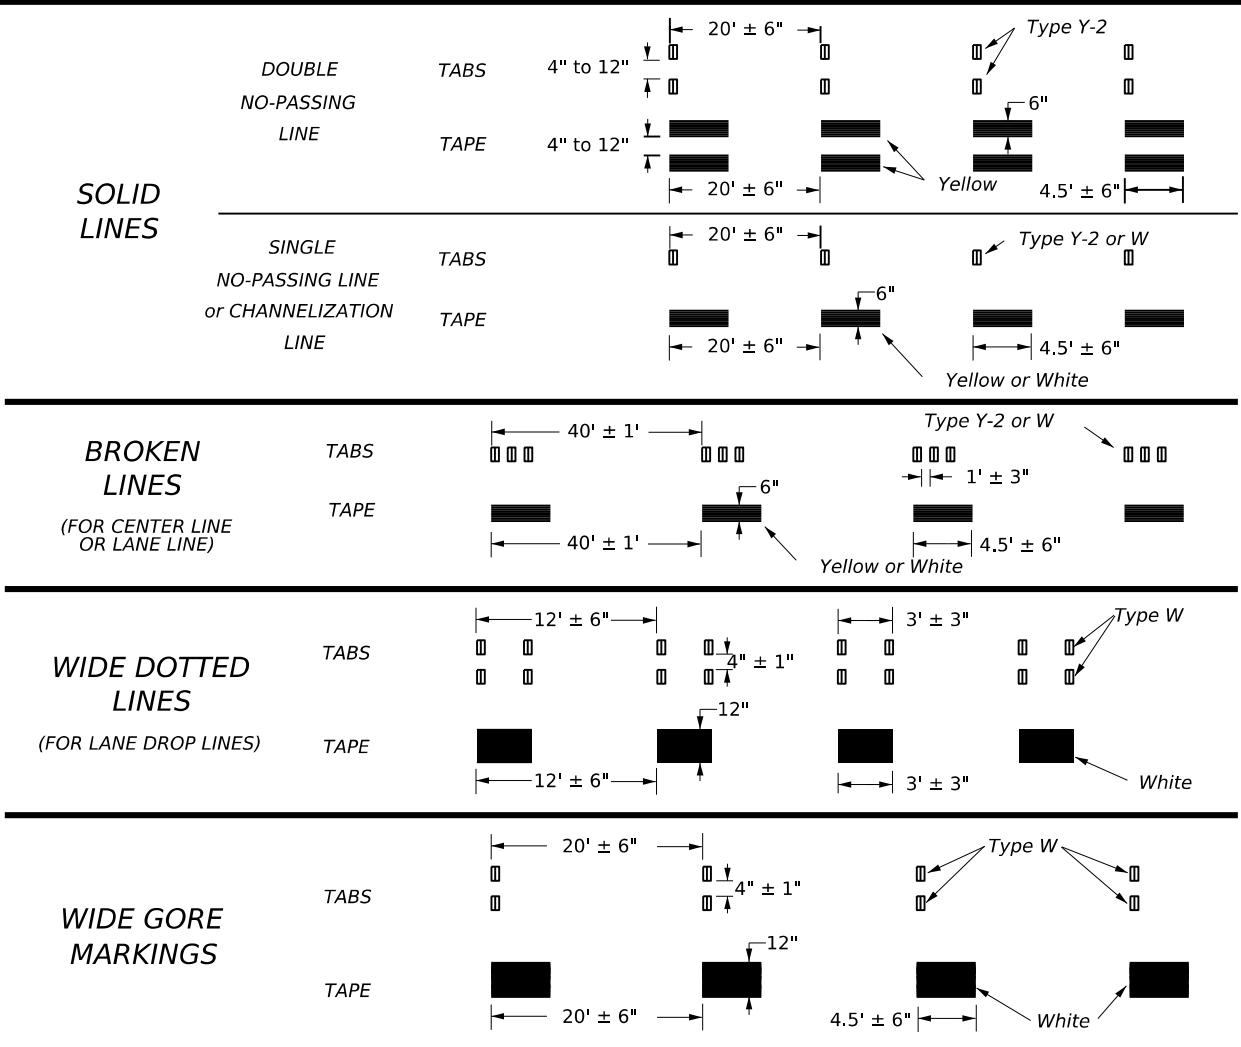 SOLID
LINES
DOUBLE
NO-PASSING
LINE
TABS
4" to 12"
20' ± 6"
Type Y-2
TAPE
4" to 12"
6"
20' ± 6"
Yellow
4.5' ± 6"
SINGLE
NO-PASSING LINE
or CHANNELIZATION
LINE
TABS
20' ± 6"
Type Y-2 or W
TAPE
6"
20' ± 6"
4.5' ± 6"
Yellow or White
BROKEN
LINES
(FOR CENTER LINE
OR LANE LINE)
TABS
40' ± 1'
Type Y-2 or W
1' ± 3"
TAPE
6"
40' ± 1'
4.5' ± 6"
Yellow or White
WIDE DOTTED
LINES
(FOR LANE DROP LINES)
TABS
12' ± 6"
3' ± 3"
Type W
4" ± 1"
TAPE
12"
12' ± 6"
3' ± 3"
White
WIDE GORE
MARKINGS
TABS
20' ± 6"
Type W
4" ± 1"
TAPE
12"
20' ± 6"
4.5' ± 6"
White